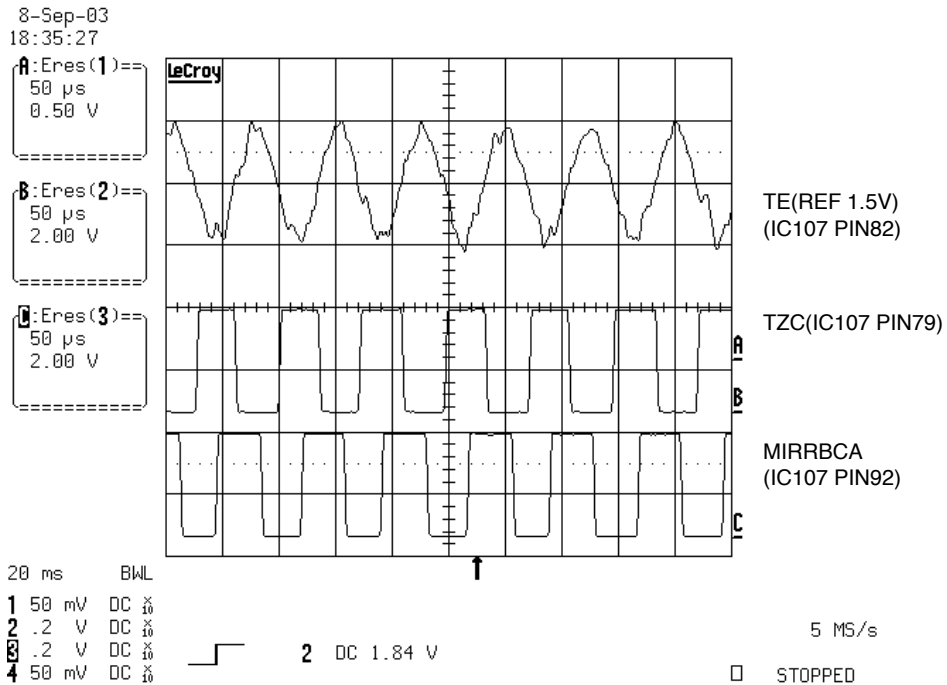 8-Sep-03
18:35:27
A:Eres(1)==
50 µs
0.50 V
LeCroy
B:Eres(2)==
50 µs
2.00 V
C:Eres(3)==
50 µs
2.00 V
TE(REF 1.5V)
(IC107 PIN82)
TZC(IC107 PIN79)
A
B
MIRRBCA
(IC107 PIN92)
C
20 ms BWL
1 50 mV DC X10
2 .2 V DC X10
3 .2 V DC X10
4 50 mV DC X10
2 DC 1.84 V
5 MS/s
STOPPED